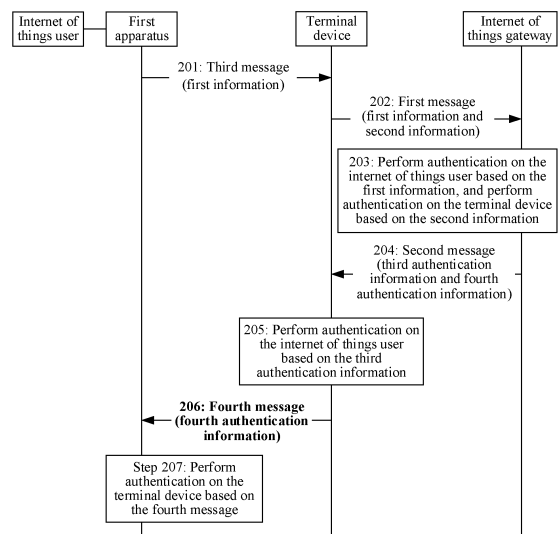 Internet of
things user
First
apparatus
Terminal
device
Internet of
things gateway
201: Third message
(first information)
202: First message
(first information and
second information)
203: Perform authentication on the
internet of things user based on the
first information, and perform
authentication on the terminal device
based on the second information
204: Second message
(third authentication
information and fourth
authentication information)
205: Perform authentication on
the internet of things user
based on the third
authentication information
206: Fourth message
(fourth authentication
information)
Step 207: Perform
authentication on the
terminal device based on
the fourth message